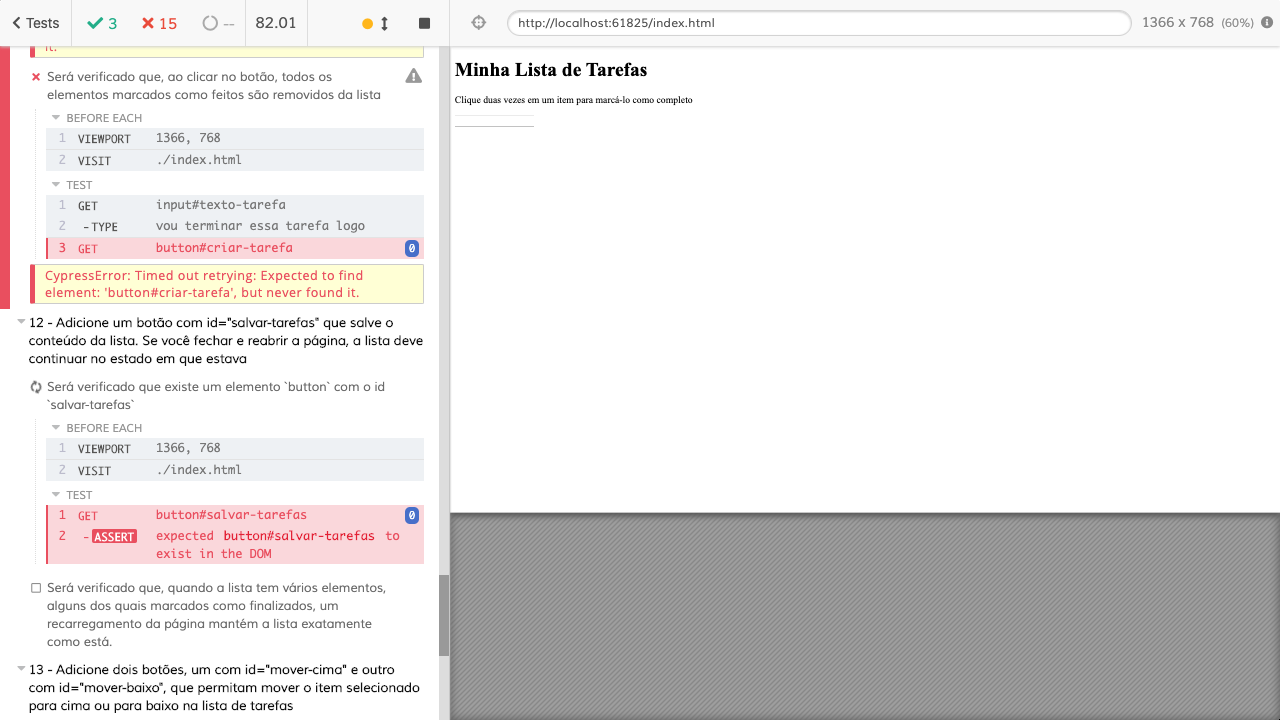 Tests 3 15 -- 82.01
http://localhost:61825/index.html 1366 x 768 (60%)
it.
Será verificado que, ao clicar no botão, todos os
elementos marcados como feitos são removidos da lista
BEFORE EACH
1 VIEWPORT 1366, 768
2 VISIT ./index.html
TEST
1 GET input#texto-tarefa
2 -TYPE vou terminar essa tarefa logo
3 GET button#criar-tarefa 0
CypressError: Timed out retrying: Expected to find
element: 'button#criar-tarefa', but never found it.
12 - Adicione um botão com id="salvar-tarefas" que salve o
conteúdo da lista. Se você fechar e reabrir a página, a lista deve
continuar no estado em que estava
Será verificado que existe um elemento `button` com o id
`salvar-tarefas`
BEFORE EACH
1 VIEWPORT 1366, 768
2 VISIT ./index.html
TEST
1 GET button#salvar-tarefas 0
2 -ASSERT expected button#salvar-tarefas to
exist in the DOM
Será verificado que, quando a lista tem vários elementos,
alguns dos quais marcados como finalizados, um
recarregamento da página mantém a lista exatamente
como está.
13 - Adicione dois botões, um com id="mover-cima" e outro
com id="mover-baixo", que permitam mover o item selecionado
para cima ou para baixo na lista de tarefas
Minha Lista de Tarefas
Clique duas vezes em um item para marcá-lo como completo